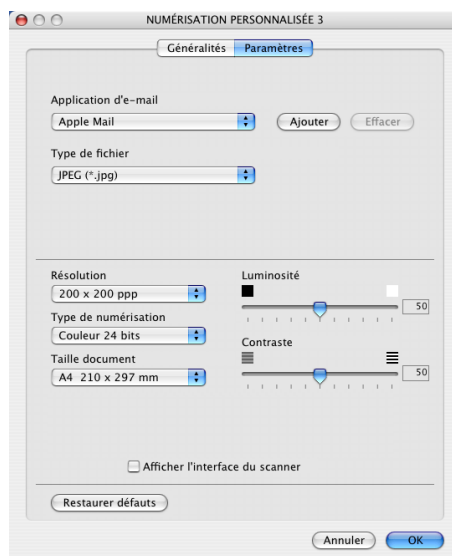 NUMÉRISATION PERSONNALISÉE 3
Généralités Paramètres
Application d'e-mail
Apple Mail Ajouter Effacer
Type de fichier
JPEG (*.jpg)
Résolution Luminosité
200 x 200 ppp 50
Type de numérisation
Couleur 24 bits
Contraste
Taille document
A4 210 x 297 mm 50
Afficher l'interface du scanner
Restaurer défauts
Annuler OK